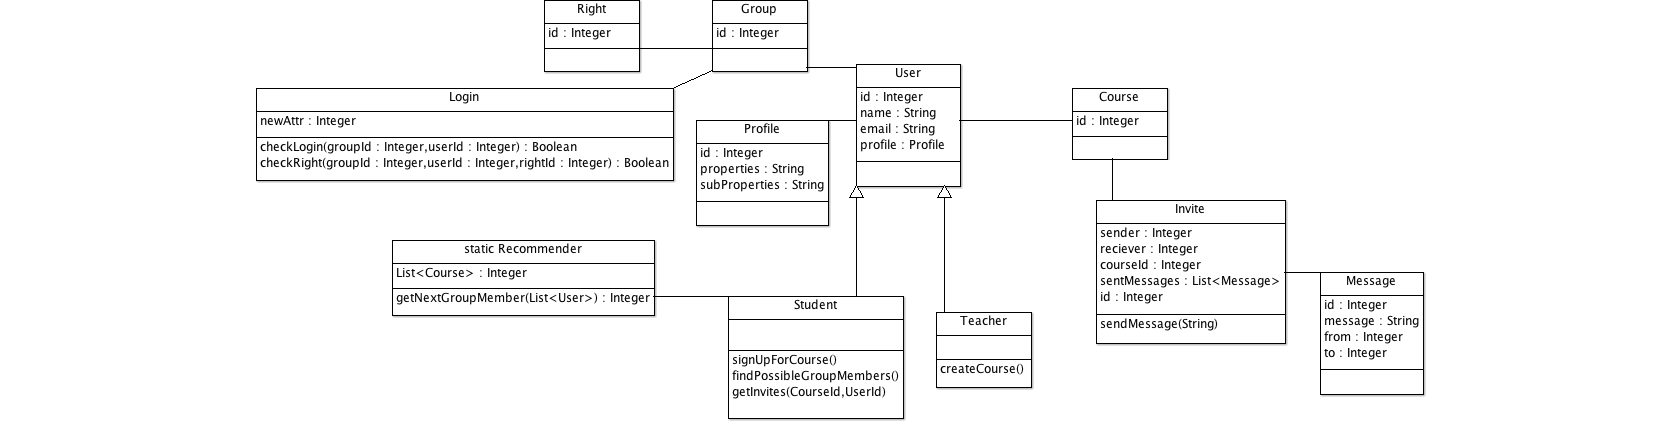 Right
id : Integer
Group
id : Integer
Login
newAttr : Integer
checkLogin(groupId : Integer,userId : Integer) : Boolean
checkRight(groupId : Integer,userId : Integer,rightId : Integer) : Boolean
User
id : Integer
name : String
email : String
profile : Profile
Profile
id : Integer
properties : String
subProperties : String
Course
id : Integer
Invite
sender : Integer
reciever : Integer
courseId : Integer
sentMessages : List<Message>
id : Integer
sendMessage(String)
Message
id : Integer
message : String
from : Integer
to : Integer
static Recommender
List<Course> : Integer
getNextGroupMember(List<User>) : Integer
Student
signUpForCourse()
findPossibleGroupMembers()
getInvites(CourseId,UserId)
Teacher
createCourse()